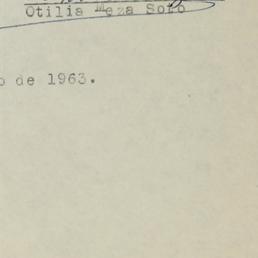 Otilia Meza Soto
o de 1963.